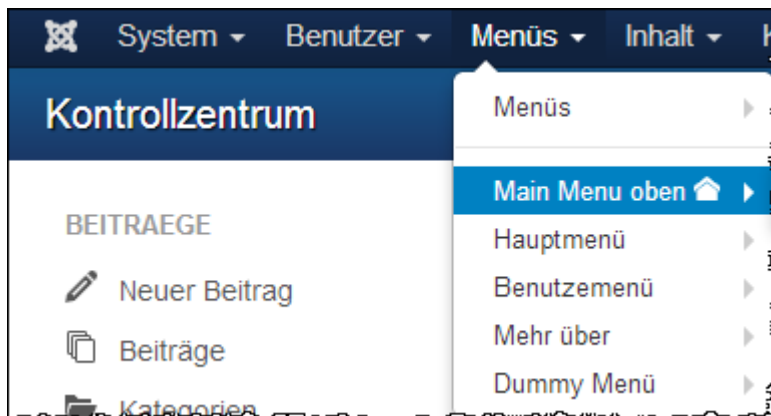 System Benutzer Menüs Inhalt
Kontrollzentrum
Menüs
Main Menu oben
BEITRAEGE
Hauptmenü
Neuer Beitrag
Benutzemenü
Beiträge
Mehr über
Kategorien
Dummy Menü